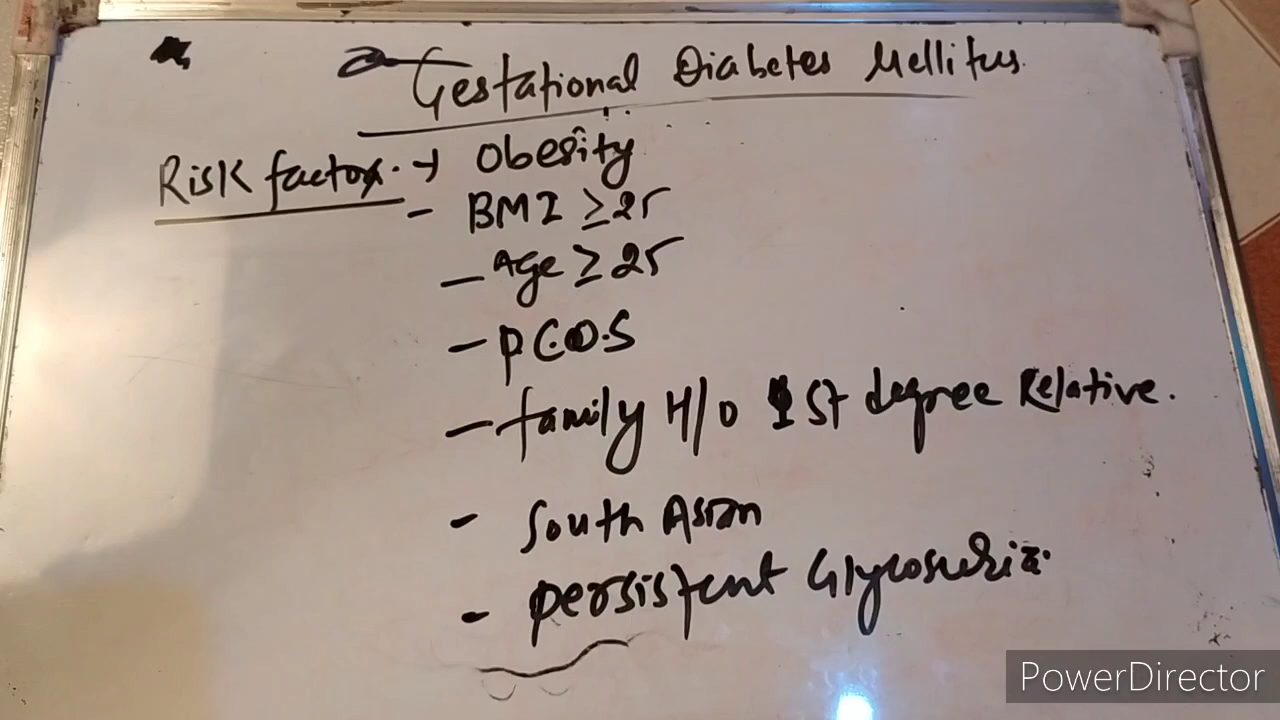 Gestational Diabetes Mellitus
Risk factor. → Obesity
- BMI ≥25
- Age ≥ 25
- P.C.O.S
- family H/O 1st degree Relative.
- South Asian
- persistent Glycosuria.
PowerDirector